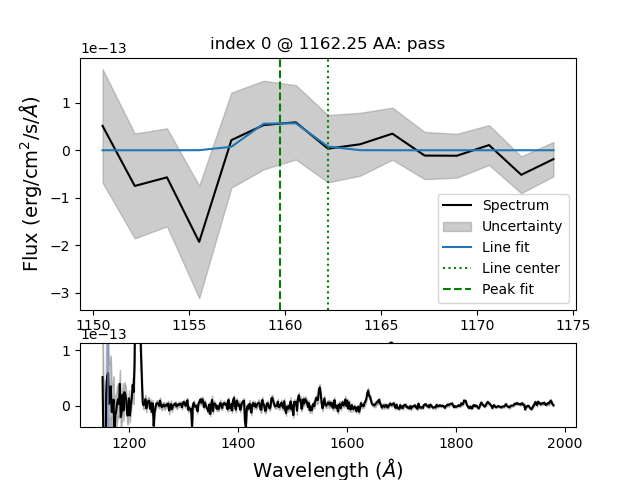 index 0 @ 1162.25 AA: pass
1e−13
1
0
−1
−2
−3
Flux (erg/cm²/s/Å)
Spectrum
Uncertainty
Line fit
Line center
Peak fit
1150 1155 1160 1165 1170 1175
1e−13
1
0
1200 1400 1600 1800 2000
Wavelength (Å)